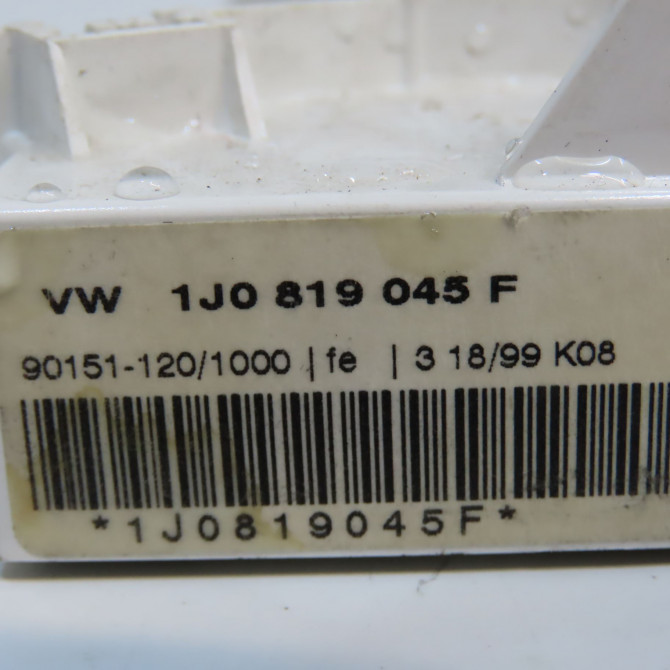 VW 1J0 819 045 F
90151-120/1000 | fe | 3 18/99 K08
*1J0819045F*